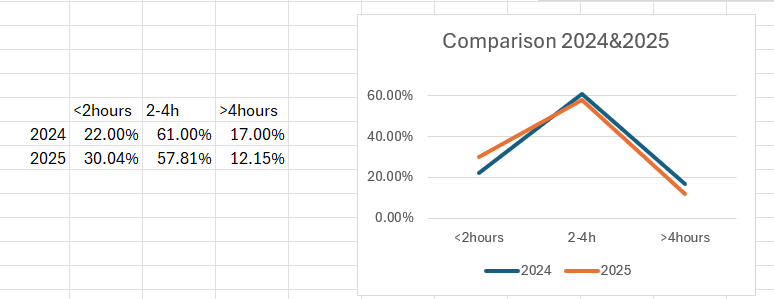 <2hours 2-4h >4hours
2024 22.00% 61.00% 17.00%
2025 30.04% 57.81% 12.15%
Comparison 2024&2025
60.00%
40.00%
20.00%
0.00%
<2hours 2-4h >4hours
2024 2025